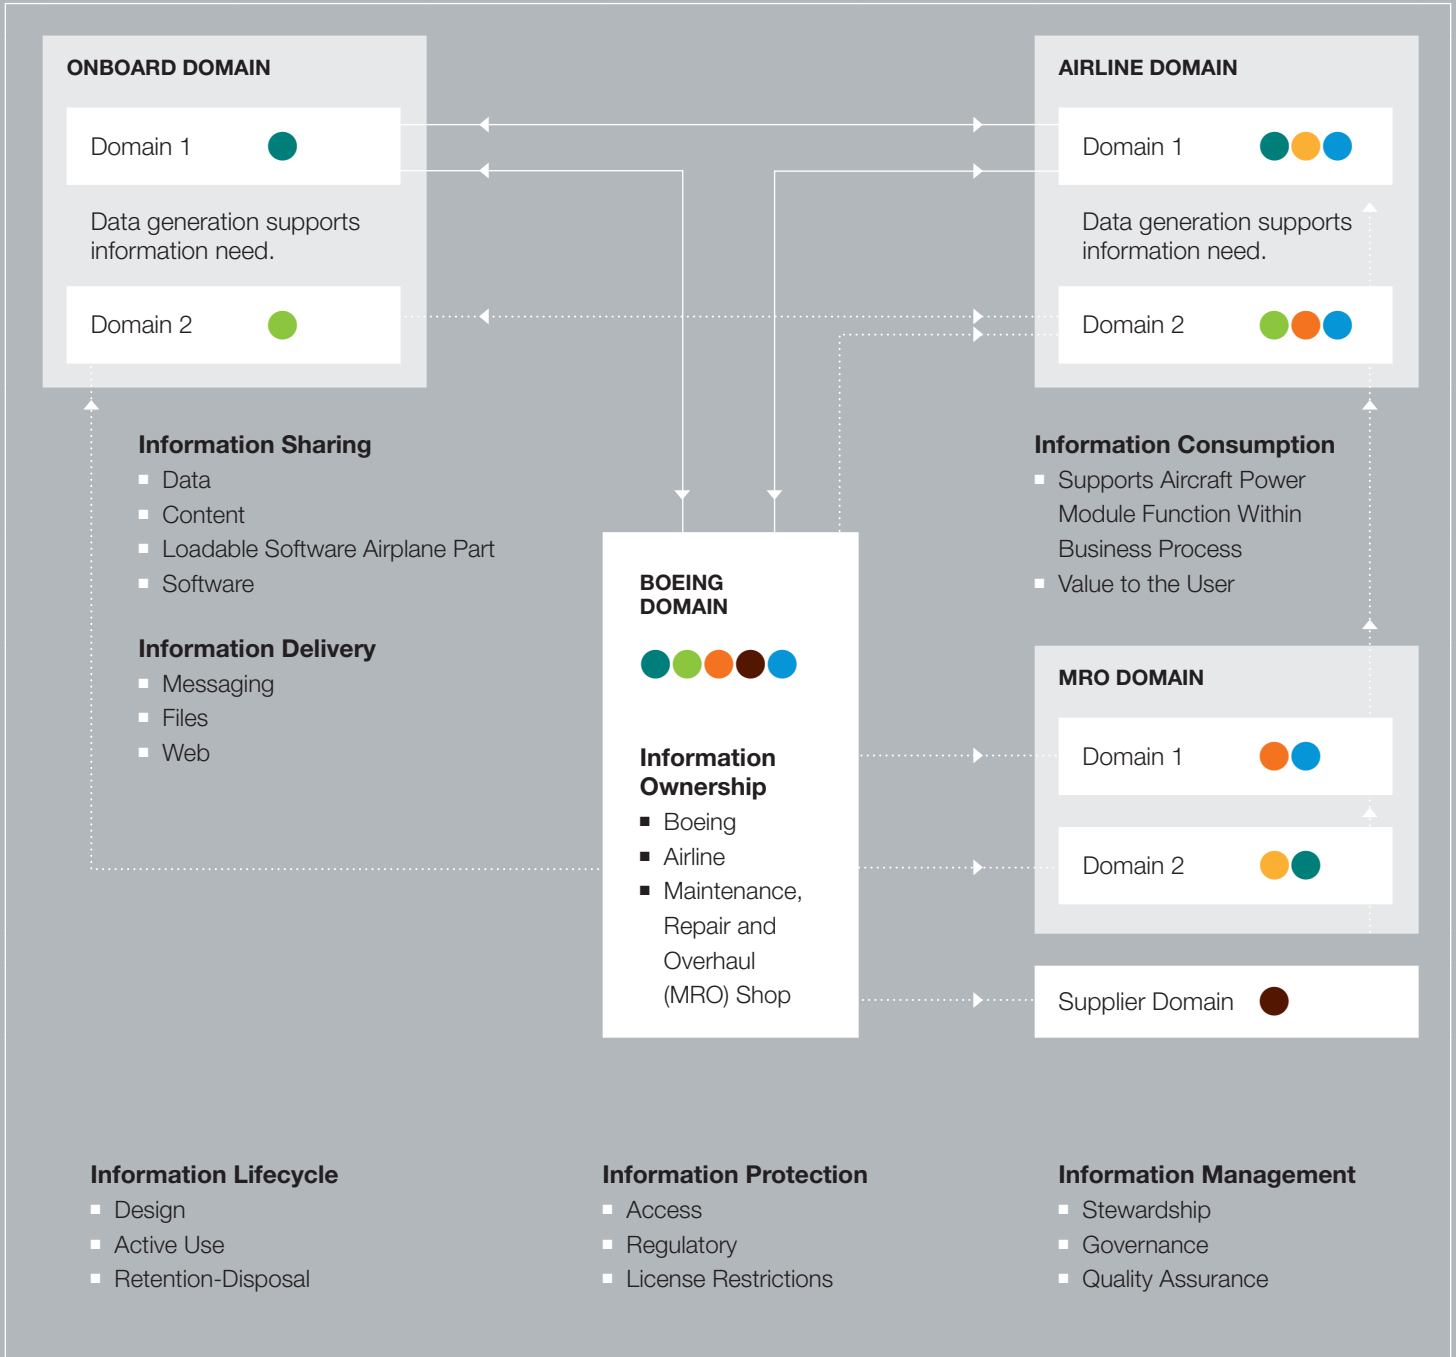 ONBOARD DOMAIN
Domain 1
Data generation supports
information need.
Domain 2
AIRLINE DOMAIN
Domain 1
Data generation supports
information need.
Domain 2
Information Sharing
Data
Content
Loadable Software Airplane Part
Software
Information Delivery
Messaging
Files
Web
BOEING
DOMAIN
Information
Ownership
Boeing
Airline
Maintenance,
Repair and
Overhaul
(MRO) Shop
Information Consumption
Supports Aircraft Power
Module Function Within
Business Process
Value to the User
MRO DOMAIN
Domain 1
Domain 2
Supplier Domain
Information Lifecycle
Design
Active Use
Retention-Disposal
Information Protection
Access
Regulatory
License Restrictions
Information Management
Stewardship
Governance
Quality Assurance